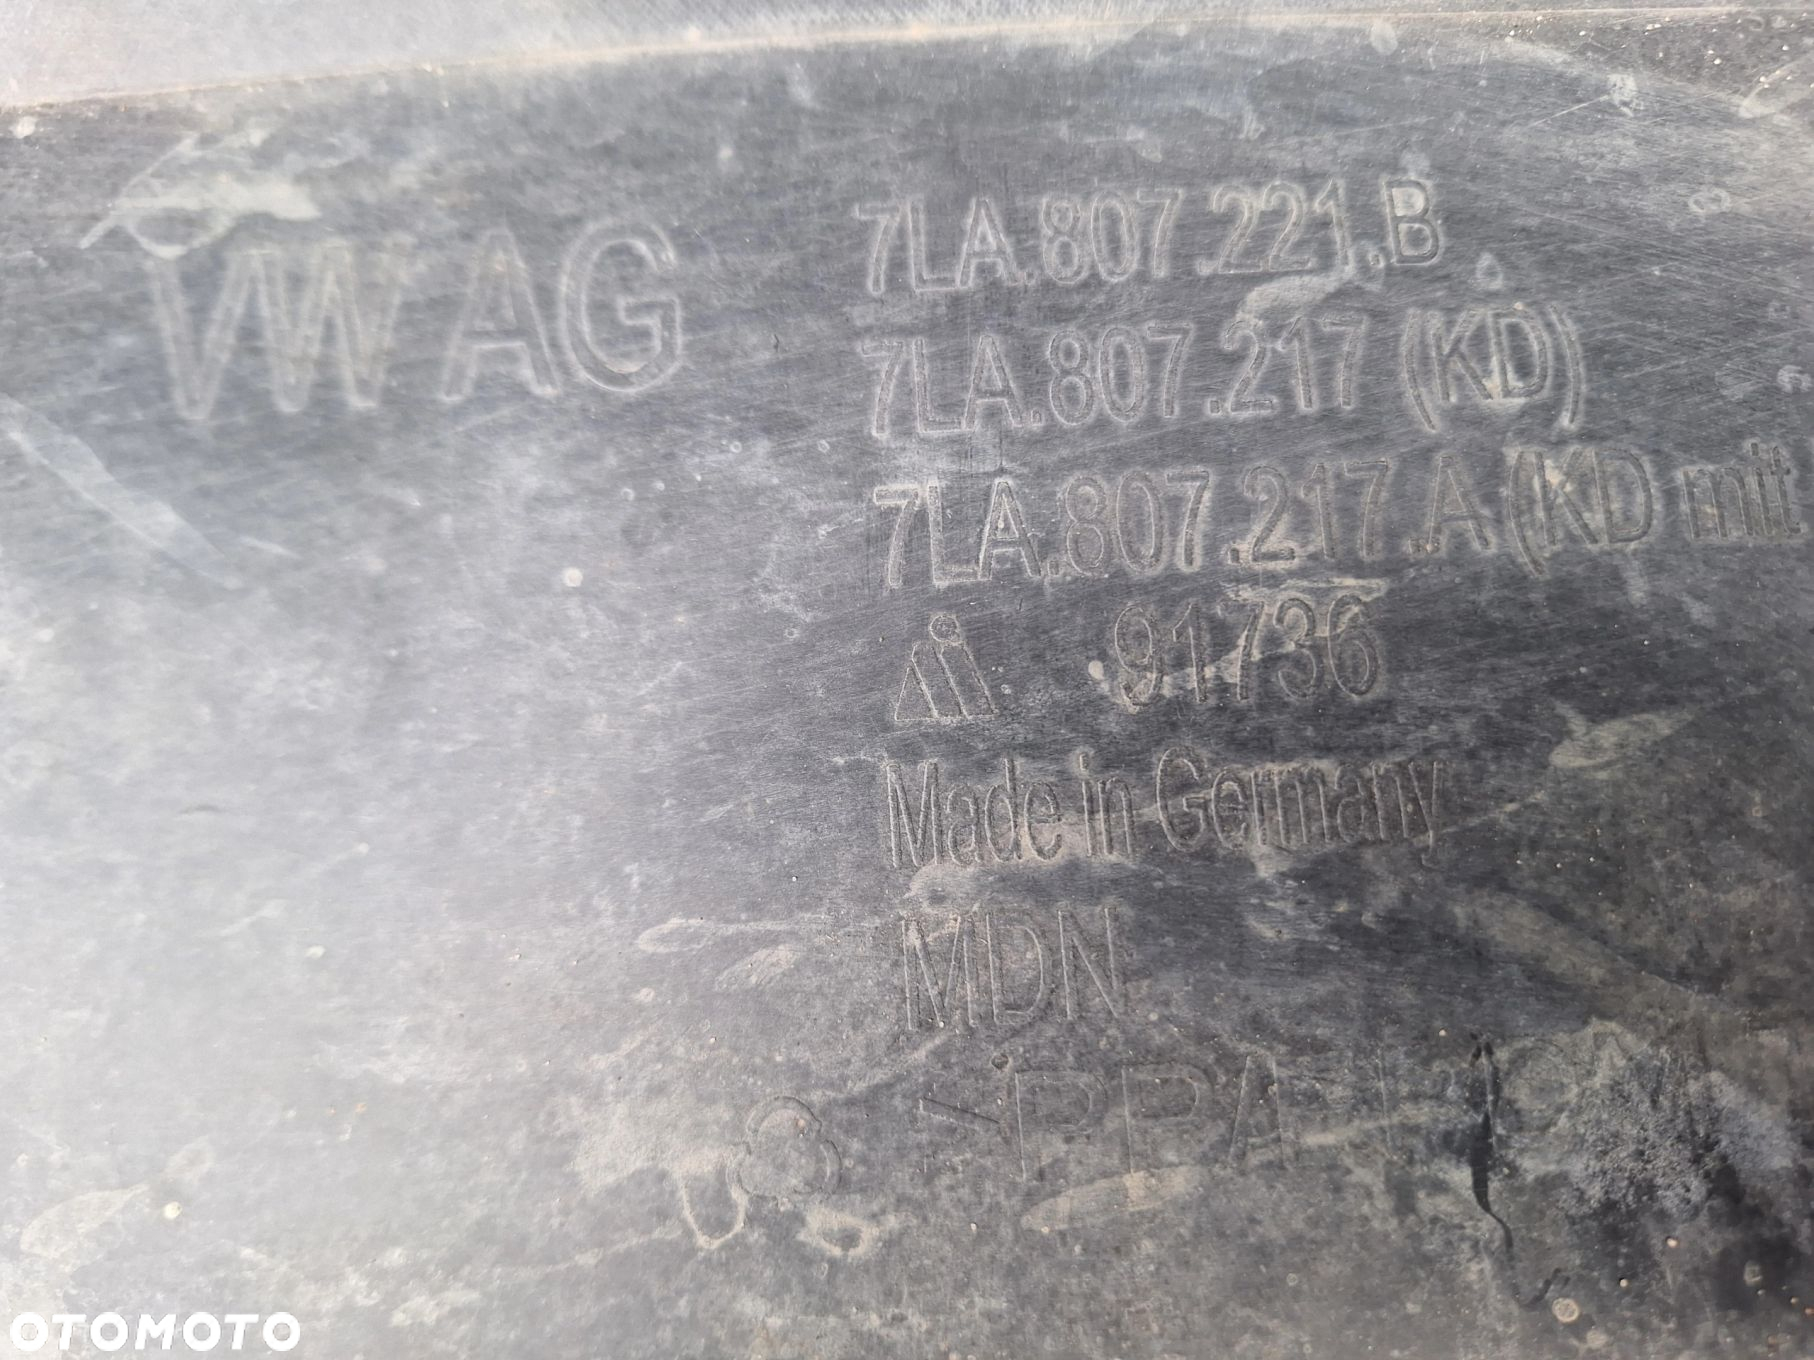 VW AG
7LA.807.221.B
7LA.807.217 (KD)
7LA.807.217.A (KD mit
91736
Made in Germany
MDN
OTOMOTO